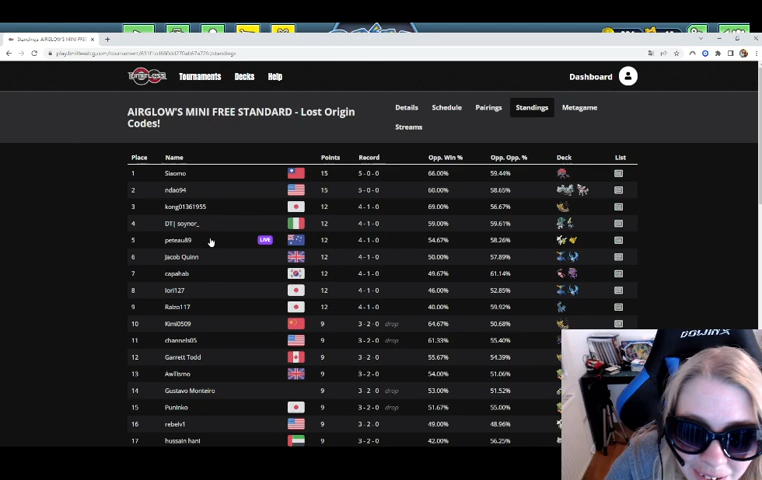 Standings: AIRGLOW'S MINI FREE
Tournaments Decks Help Dashboard
AIRGLOW'S MINI FREE STANDARD - Lost Origin
Codes!
Details Schedule Pairings Standings Metagame
Streams
Place Name Points Record Opp. Win % Opp. Opp. % Deck List
1 Siaomo 15 5 - 0 - 0 66.00% 59.44%
2 ndao94 15 5 - 0 - 0 60.00% 58.65%
3 kong01361955 12 4 - 1 - 0 69.00% 56.67%
4 DT| soynor_ 12 4 - 1 - 0 59.00% 59.61%
5 peteau89 LIVE 12 4 - 1 - 0 54.67% 58.26%
6 Jacob Quinn 12 4 - 1 - 0 50.00% 57.89%
7 capahab 12 4 - 1 - 0 49.67% 61.14%
8 Iori127 12 4 - 1 - 0 46.00% 52.85%
9 Raizo117 12 4 - 1 - 0 40.00% 59.92%
10 Kimi0509 9 3 - 2 - 0 drop 64.67% 50.68%
11 channels05 9 3 - 2 - 0 drop 61.33% 55.40%
12 Garrett Todd 9 3 - 2 - 0 55.67% 54.39%
13 9 3 - 2 - 0 54.00% 51.06%
14 Gustavo Monteiro 9 3 - 2 - 0 drop 53.00% 51.52%
15 Puninko 9 3 - 2 - 0 drop 51.67% 55.00%
16 rebelv1 9 3 - 2 - 0 49.00% 48.96%
17 hussain hani 9 3 - 2 - 0 42.00% 56.25%